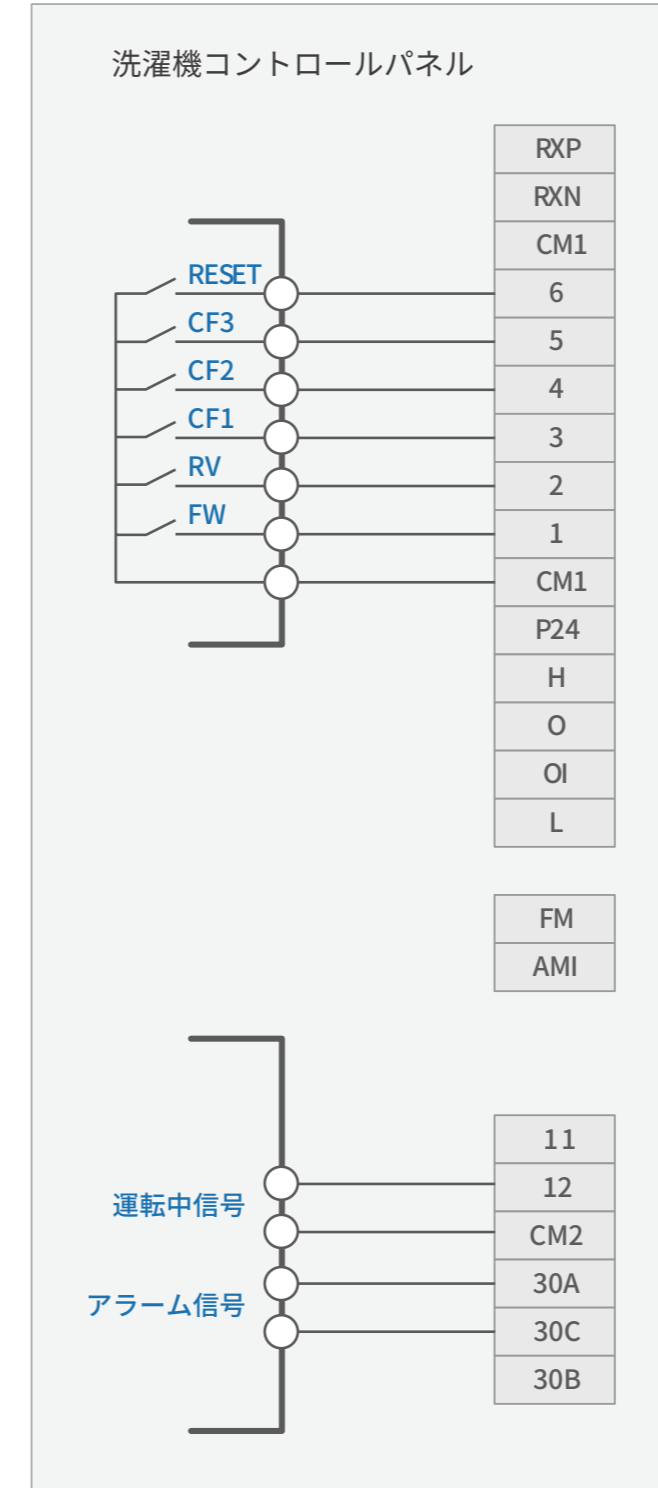 洗濯機コントロールパネル
RXP
RXN
CM1
RESET
6
CF3
5
CF2
4
CF1
3
RV
2
FW
1
CM1
P24
H
O
OI
L
FM
AMI
11
運転中信号
12
CM2
アラーム信号
30A
30C
30B